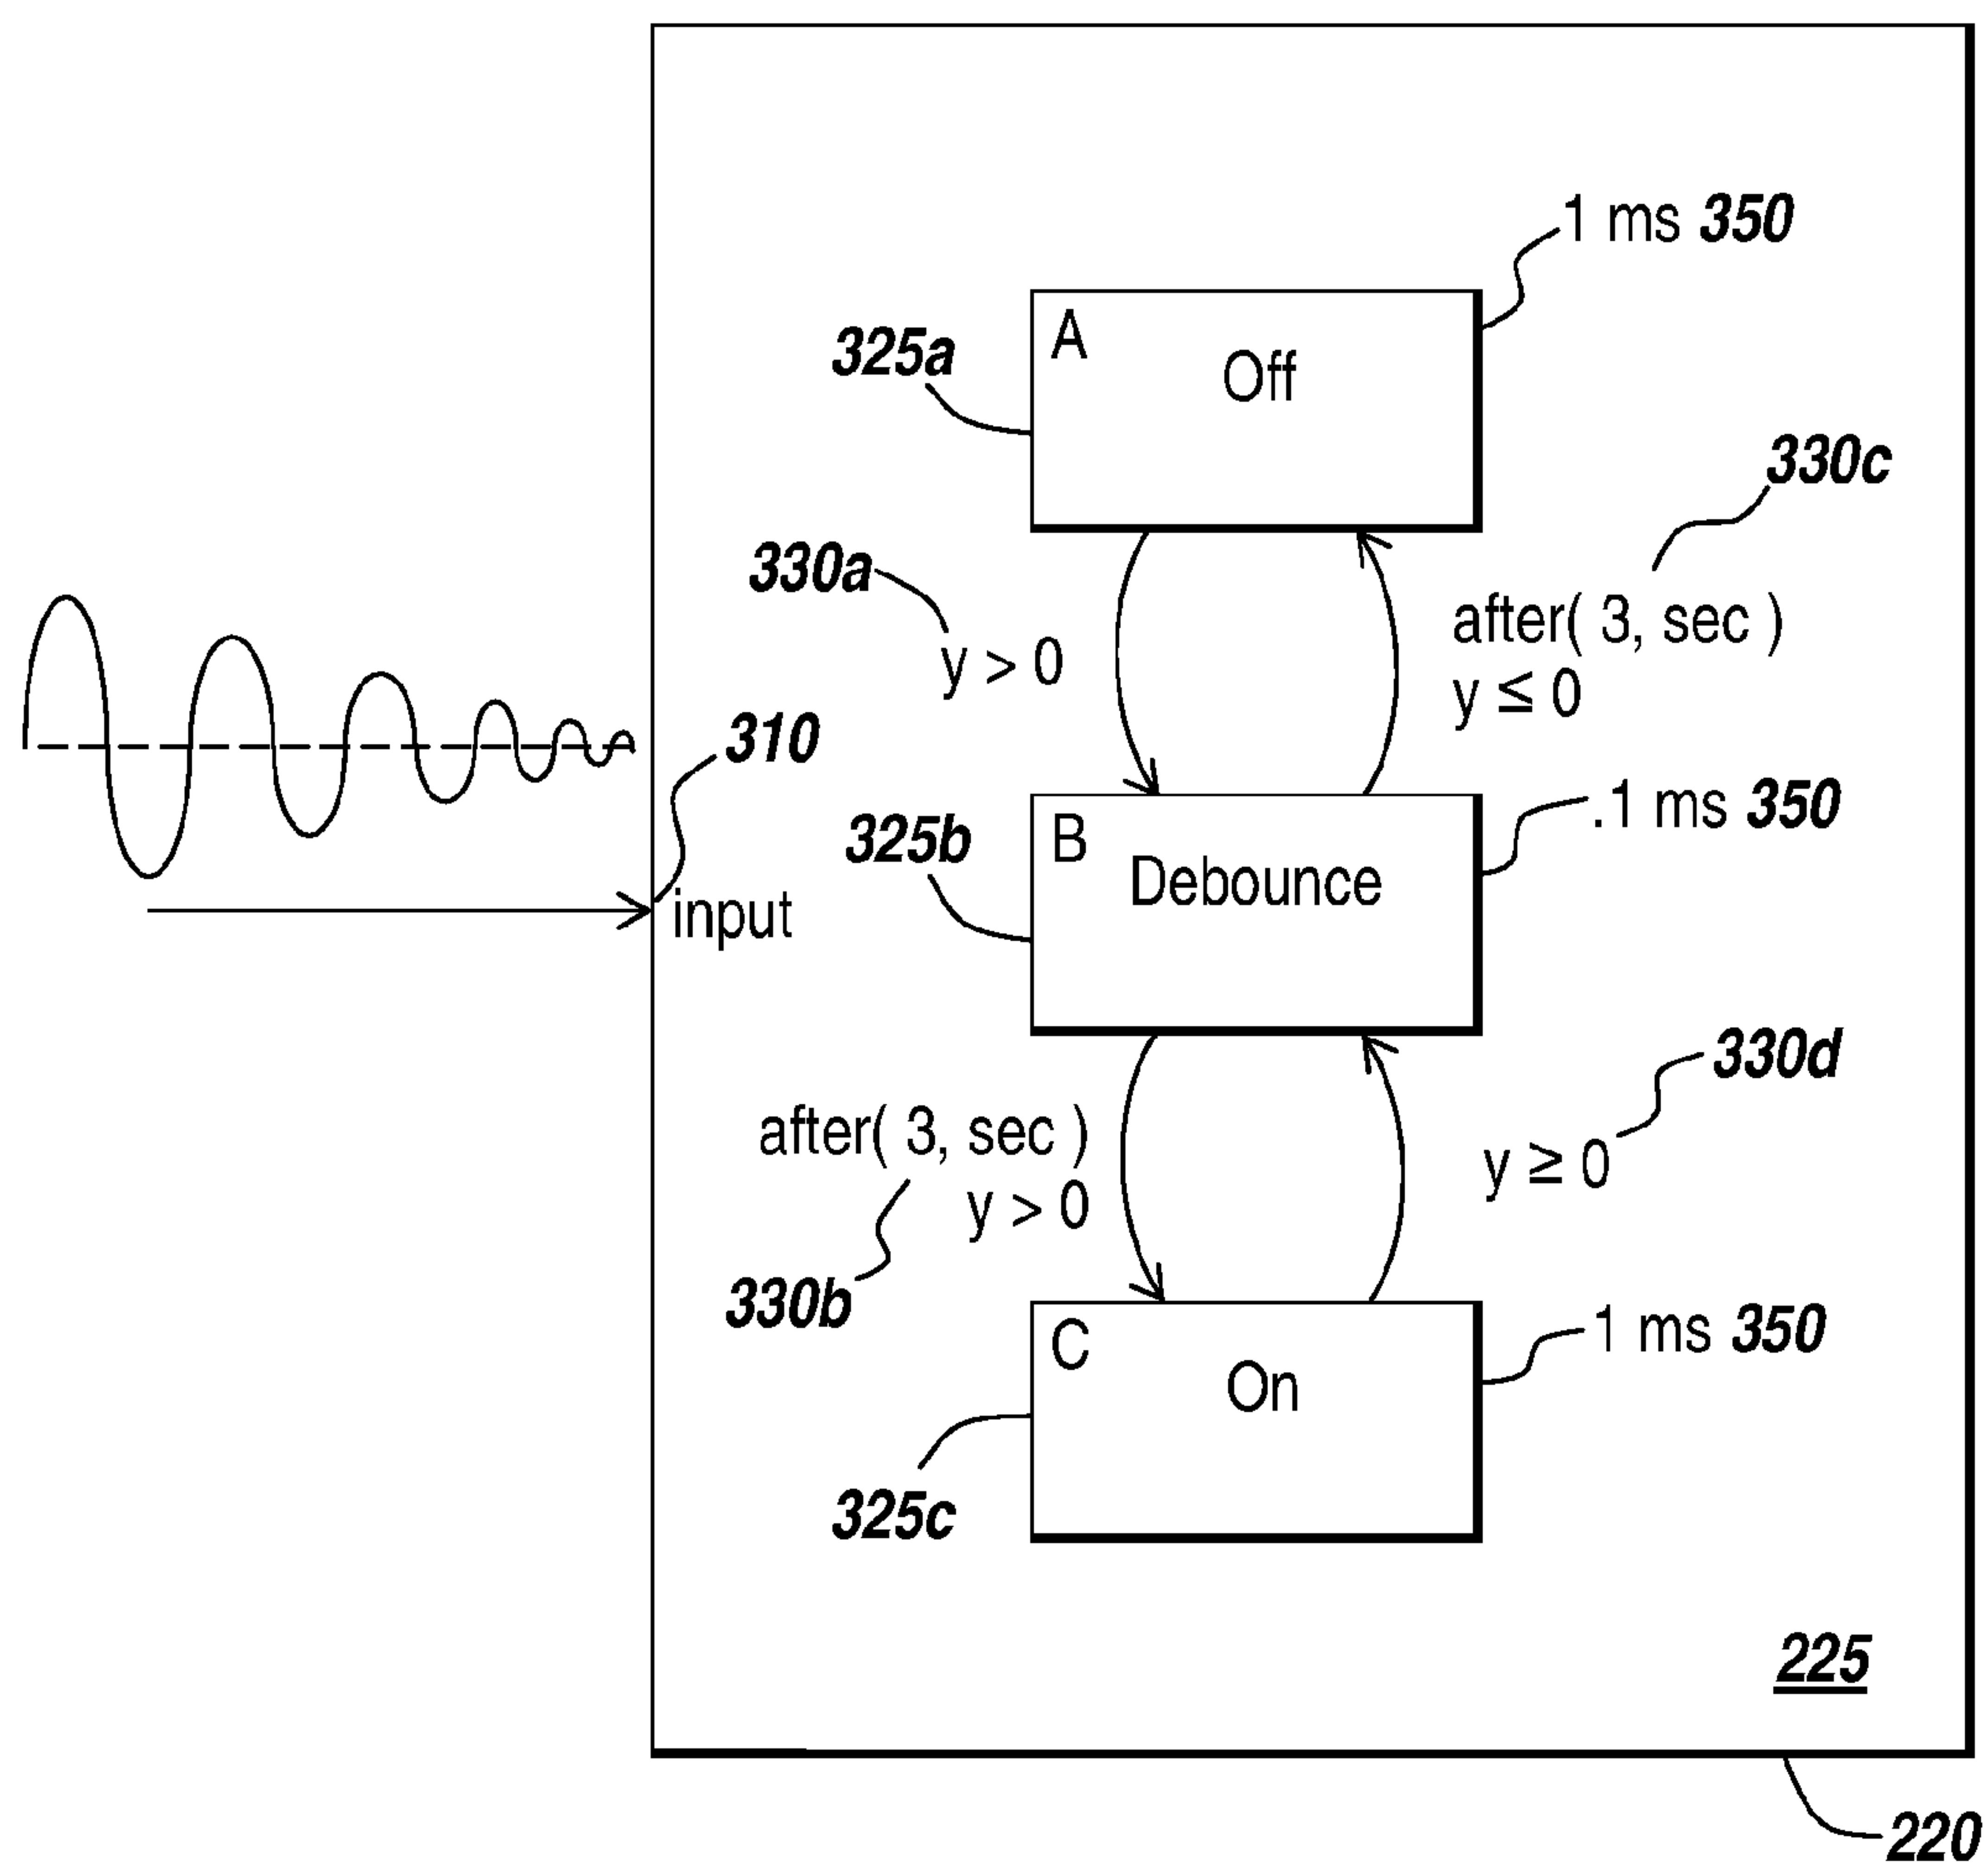 1 ms 350
A
325a
Off
330c
330a
after( 3, sec )
y > 0
y ≤ 0
310
.1 ms 350
325b
B
Debounce
input
330d
after( 3, sec )
y ≥ 0
y > 0
330b
1 ms 350
C
On
325c
225
220